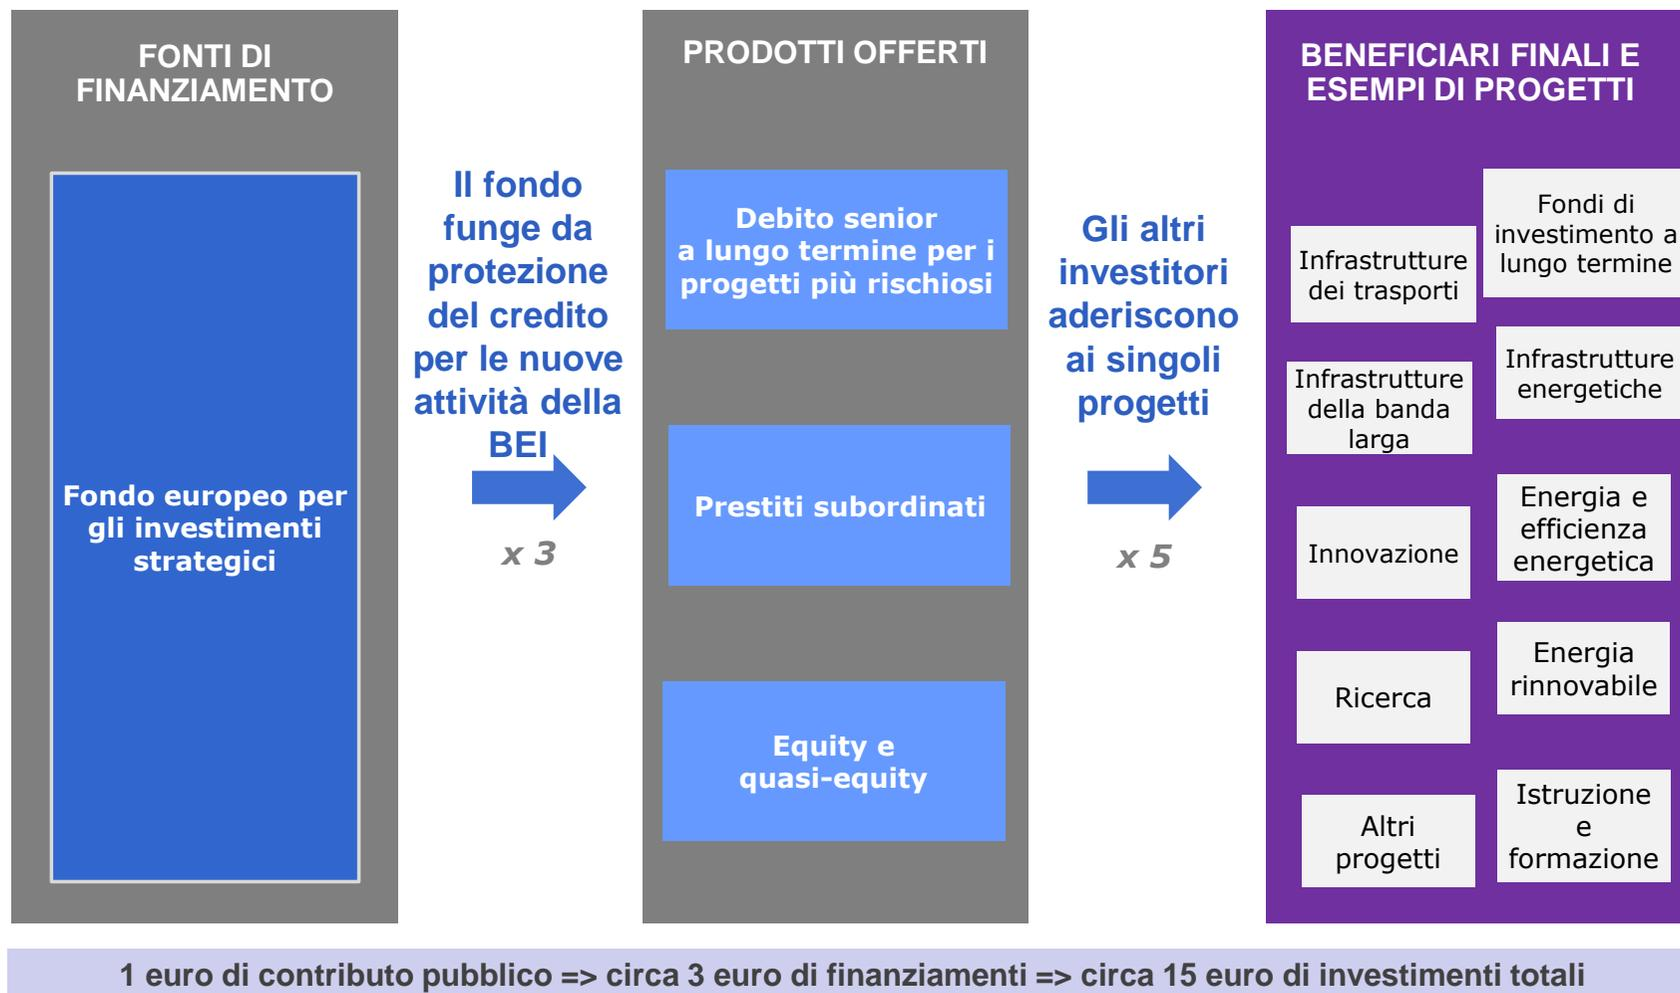 FONTI DI
FINANZIAMENTO
Fondo europeo per
gli investimenti
strategici
Il fondo
funge da
protezione
del credito
per le nuove
attività della
BEI
x 3
PRODOTTI OFFERTI
Debito senior
a lungo termine per i
progetti più rischiosi
Prestiti subordinati
Equity e
quasi-equity
Gli altri
investitori
aderiscono
ai singoli
progetti
x 5
BENEFICIARI FINALI E
ESEMPI DI PROGETTI
Infrastrutture
dei trasporti
Fondi di
investimento a
lungo termine
Infrastrutture
della banda
larga
Infrastrutture
energetiche
Innovazione
Energia e
efficienza
energetica
Ricerca
Energia
rinnovabile
Altri
progetti
Istruzione
e
formazione
1 euro di contributo pubblico => circa 3 euro di finanziamenti => circa 15 euro di investimenti totali